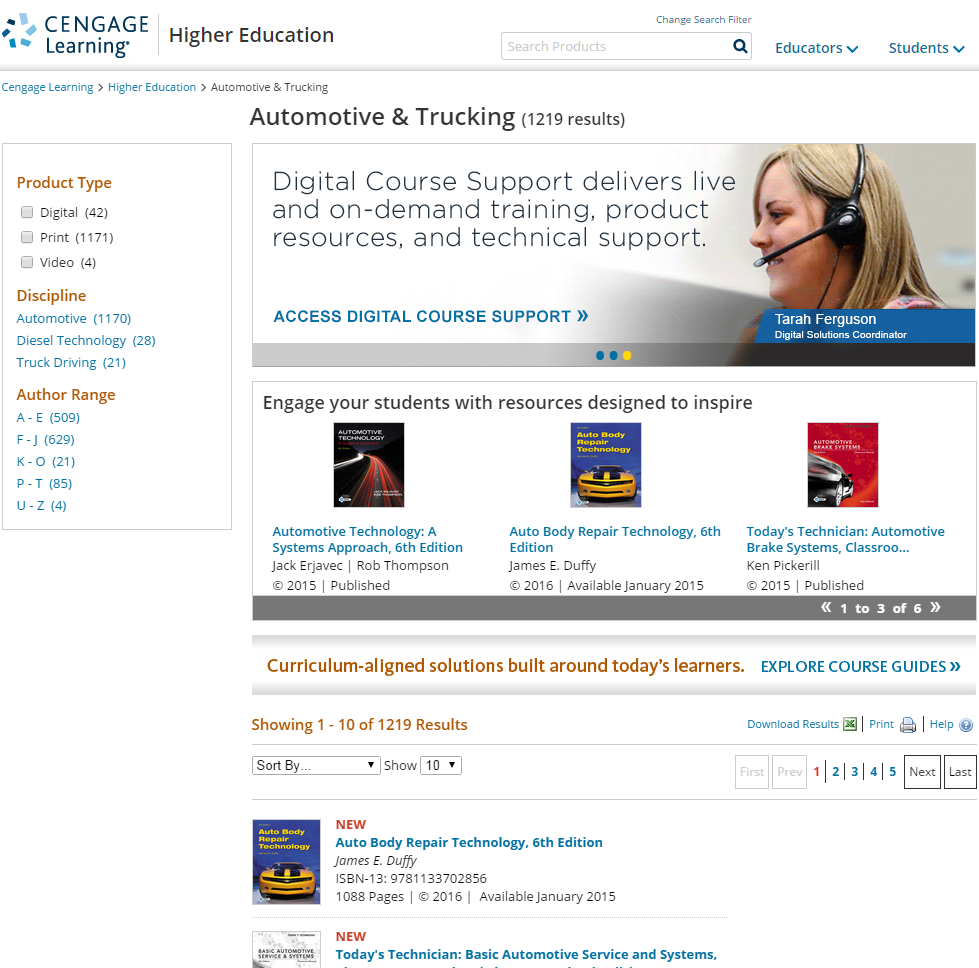 CENGAGE
Learning
Higher Education
Change Search Filter
Search Products
Educators
Students
Cengage Learning > Higher Education > Automotive & Trucking
Automotive & Trucking (1219 results)
Product Type
Digital (42)
Print (1171)
Video (4)
Discipline
Automotive (1170)
Diesel Technology (28)
Truck Driving (21)
Author Range
A - E (509)
F - J (629)
K - O (21)
P - T (85)
U - Z (4)
Digital Course Support delivers live
and on-demand training, product
resources, and technical support.
ACCESS DIGITAL COURSE SUPPORT »
Tarah Ferguson
Digital Solutions Coordinator
Engage your students with resources designed to inspire
AUTOMOTIVE
TECHNOLOGY
Auto Body
Repair
Technology
AUTOMOTIVE
BRAKE SYSTEMS
Automotive Technology: A
Systems Approach, 6th Edition
Jack Erjavec | Rob Thompson
© 2015 | Published
Auto Body Repair Technology, 6th
Edition
James E. Duffy
© 2016 | Available January 2015
Today's Technician: Automotive
Brake Systems, Classroo...
Ken Pickerill
© 2015 | Published
« 1 to 3 of 6 »
Curriculum-aligned solutions built around today's learners. EXPLORE COURSE GUIDES »
Showing 1 - 10 of 1219 Results
Download Results | Print | Help
Sort By... Show 10
First Prev 1 | 2 | 3 | 4 | 5 Next Last
Auto Body
Repair
Technology
NEW
Auto Body Repair Technology, 6th Edition
James E. Duffy
ISBN-13: 9781133702856
1088 Pages | © 2016 | Available January 2015
BASIC AUTOMOTIVE
SERVICE & SYSTEMS
NEW
Today's Technician: Basic Automotive Service and Systems,